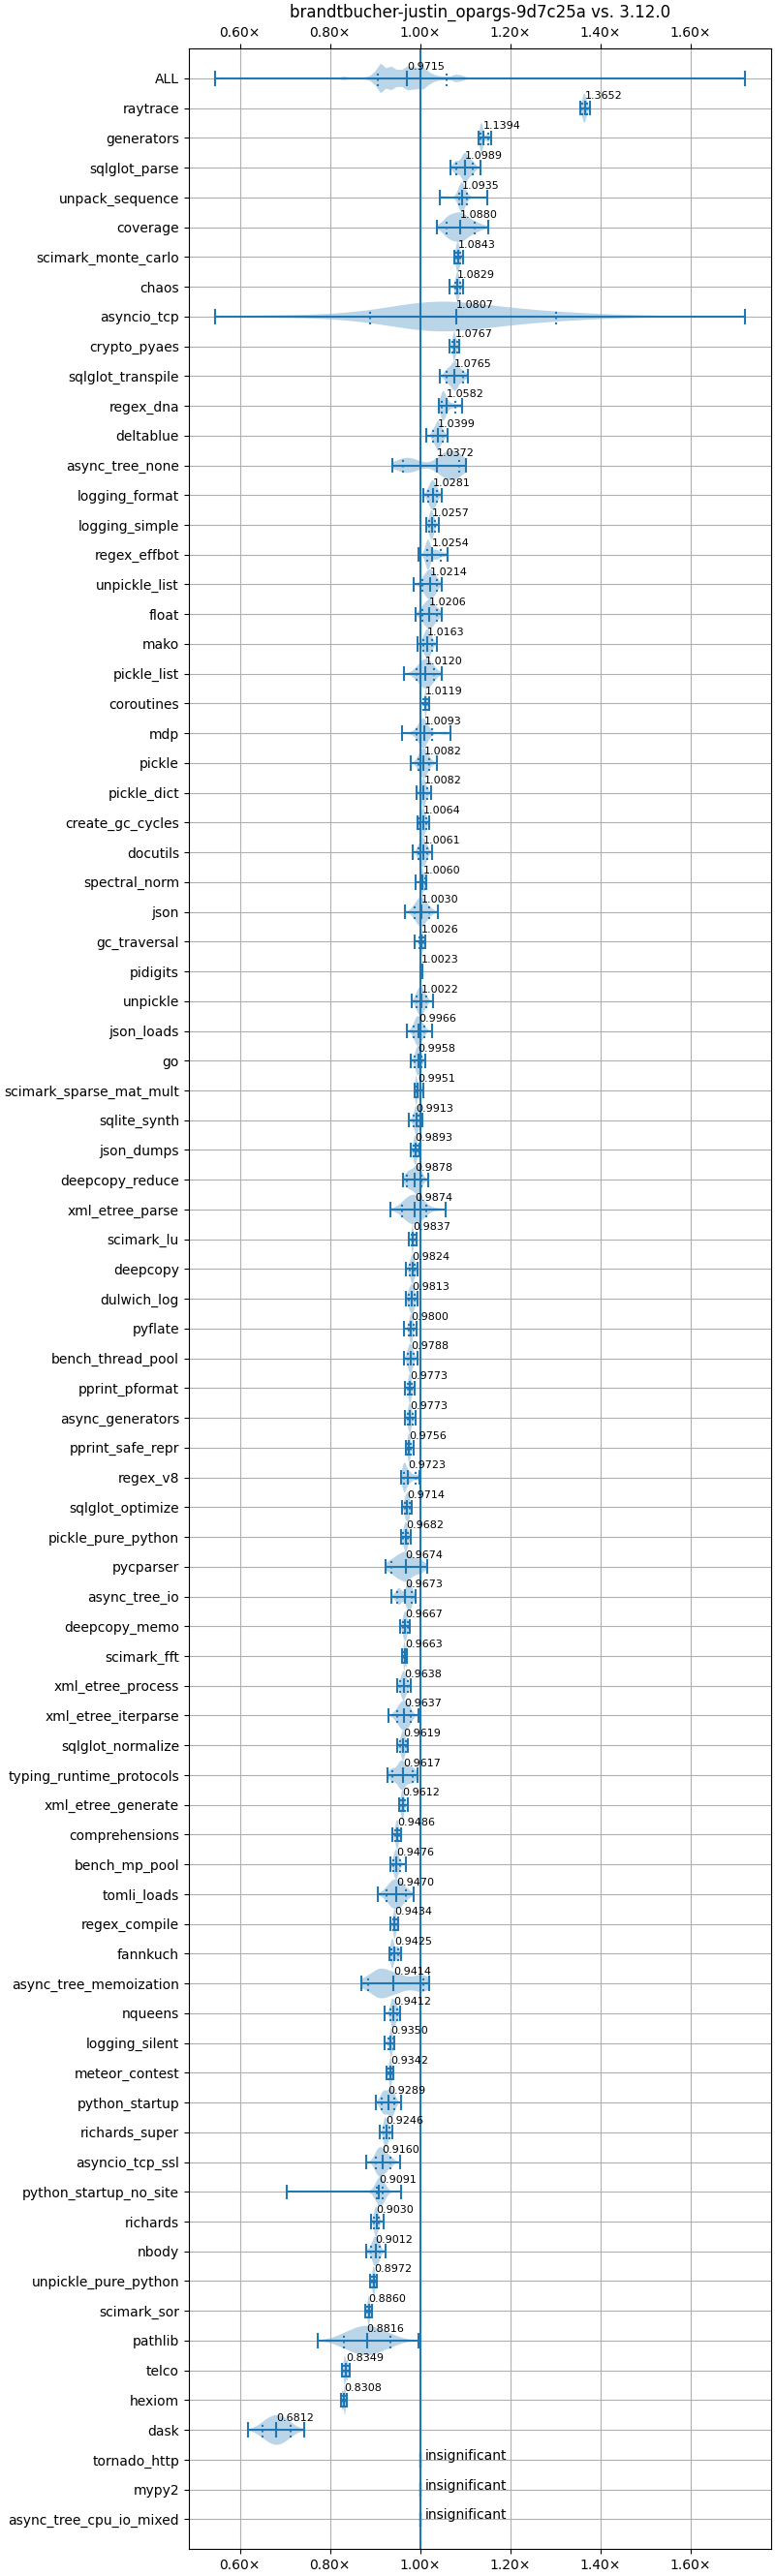 brandtbucher-justin_opargs-9d7c25a vs. 3.12.0
0.60× 0.80× 1.00× 1.20× 1.40× 1.60×
ALL 0.9715
raytrace 1.3652
generators 1.1394
sqlglot_parse 1.0989
unpack_sequence 1.0935
coverage 1.0880
scimark_monte_carlo 1.0843
chaos 1.0829
asyncio_tcp 1.0807
crypto_pyaes 1.0767
sqlglot_transpile 1.0765
regex_dna 1.0582
deltablue 1.0399
async_tree_none 1.0372
logging_format 1.0281
logging_simple 1.0257
regex_effbot 1.0254
unpickle_list 1.0214
float 1.0206
mako 1.0163
pickle_list 1.0120
coroutines 1.0119
mdp 1.0093
pickle 1.0082
pickle_dict 1.0082
create_gc_cycles 1.0064
docutils 1.0061
spectral_norm 1.0060
json 1.0030
gc_traversal 1.0026
pidigits 1.0023
unpickle 1.0022
json_loads 0.9966
go 0.9958
scimark_sparse_mat_mult 0.9951
sqlite_synth 0.9913
json_dumps 0.9893
deepcopy_reduce 0.9878
xml_etree_parse 0.9874
scimark_lu 0.9837
deepcopy 0.9824
dulwich_log 0.9813
pyflate 0.9800
bench_thread_pool 0.9788
pprint_pformat 0.9773
async_generators 0.9773
pprint_safe_repr 0.9756
regex_v8 0.9723
sqlglot_optimize 0.9714
pickle_pure_python 0.9682
pycparser 0.9674
async_tree_io 0.9673
deepcopy_memo 0.9667
scimark_fft 0.9663
xml_etree_process 0.9638
xml_etree_iterparse 0.9637
sqlglot_normalize 0.9619
typing_runtime_protocols 0.9617
xml_etree_generate 0.9612
comprehensions 0.9486
bench_mp_pool 0.9476
tomli_loads 0.9470
regex_compile 0.9434
fannkuch 0.9425
async_tree_memoization 0.9414
nqueens 0.9412
logging_silent 0.9350
meteor_contest 0.9342
python_startup 0.9289
richards_super 0.9246
asyncio_tcp_ssl 0.9160
python_startup_no_site 0.9091
richards 0.9030
nbody 0.9012
unpickle_pure_python 0.8972
scimark_sor 0.8860
pathlib 0.8816
telco 0.8349
hexiom 0.8308
dask 0.6812
tornado_http insignificant
mypy2 insignificant
async_tree_cpu_io_mixed insignificant
0.60× 0.80× 1.00× 1.20× 1.40× 1.60×